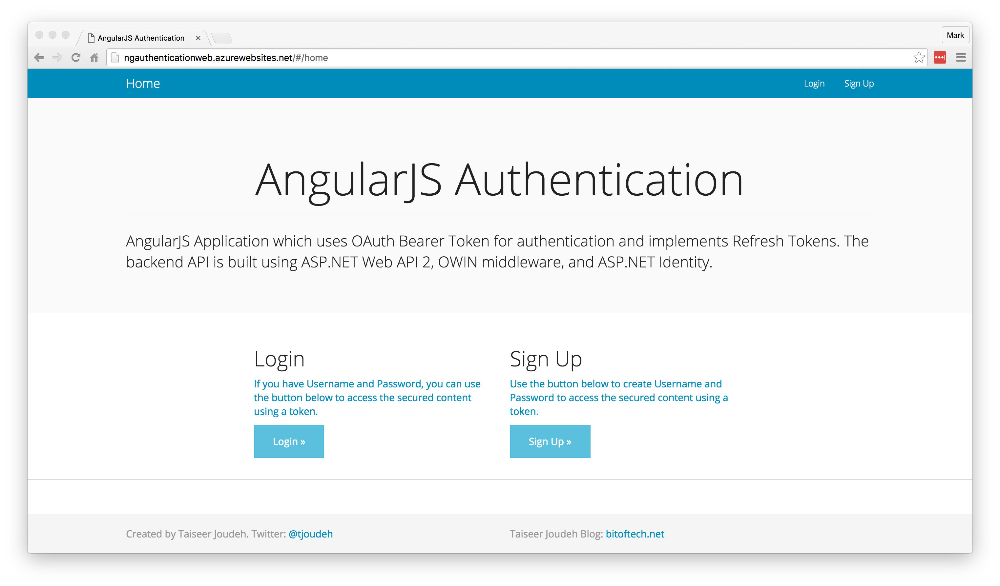 AngularJS Authentication
Mark
ngauthenticationweb.azurewebsites.net/#/home
Home
Login
Sign Up
AngularJS Authentication
AngularJS Application which uses OAuth Bearer Token for authentication and implements Refresh Tokens. The
backend API is built using ASP.NET Web API 2, OWIN middleware, and ASP.NET Identity.
Login
If you have Username and Password, you can use
the button below to access the secured content
using a token.
Login »
Sign Up
Use the button below to create Username and
Password to access the secured content using a
token.
Sign Up »
Created by Taiseer Joudeh. Twitter: @tjoudeh
Taiseer Joudeh Blog: bitoftech.net